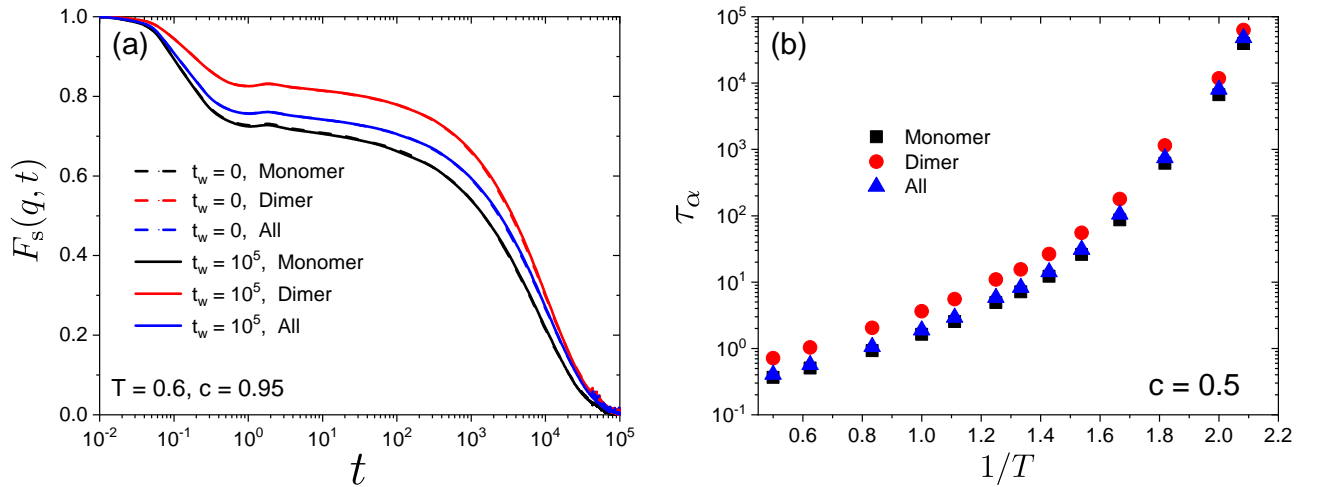 (a)
1.0
0.8
0.6
0.4
0.2
0.0
F_s(q, t)
t_w = 0, Monomer
t_w = 0, Dimer
t_w = 0, All
t_w = 10^5, Monomer
t_w = 10^5, Dimer
t_w = 10^5, All
T = 0.6, c = 0.95
10^-2 10^-1 10^0 10^1 10^2 10^3 10^4 10^5
t
(b)
10^5
10^4
10^3
10^2
10^1
10^0
10^-1
τ_α
Monomer
Dimer
All
c = 0.5
0.6 0.8 1.0 1.2 1.4 1.6 1.8 2.0 2.2
1/T